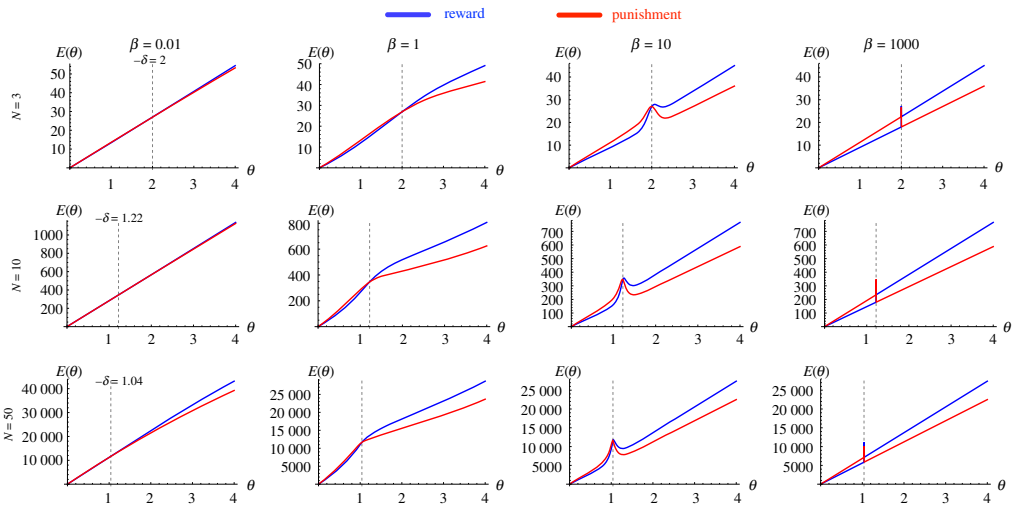 reward punishment
β = 0.01 β = 1 β = 10 β = 1000
E(θ) E(θ) E(θ) E(θ)
−δ = 2
N = 3
50 50 40 40
40 40 30 30
30 30 20 20
20 20 10 10
10 10
θ θ θ θ
1 2 3 4 1 2 3 4 1 2 3 4 1 2 3 4
E(θ) E(θ) E(θ) E(θ)
−δ = 1.22
N = 10
1000 800 700 700
800 600 600 600
600 400 500 500
400 200 400 400
200 300 300
200 200
100 100
θ θ θ θ
1 2 3 4 1 2 3 4 1 2 3 4 1 2 3 4
E(θ) E(θ) E(θ) E(θ)
−δ = 1.04
N = 50
40 000 25 000 25 000 25 000
30 000 20 000 20 000 20 000
20 000 15 000 15 000 15 000
10 000 10 000 10 000 10 000
5000 5000 5000
θ θ θ θ
1 2 3 4 1 2 3 4 1 2 3 4 1 2 3 4